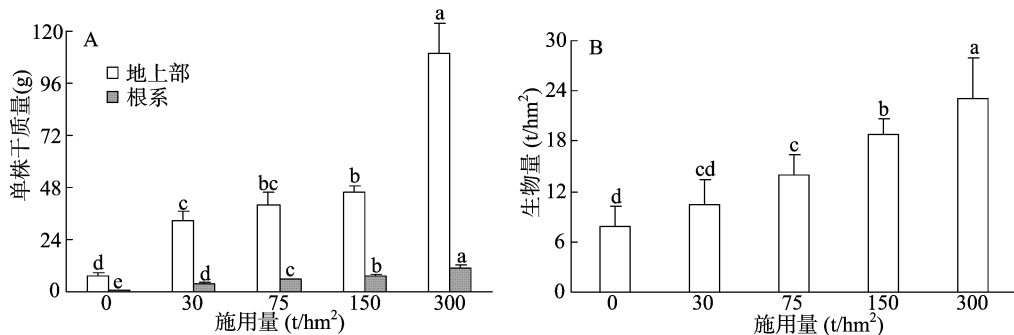 A
120
96
72
48
24
0
单株干质量(g)
地上部
根系
d
e
c
d
bc
c
b
b
a
a
0 30 75 150 300
施用量 (t/hm²)
B
30
24
18
12
6
0
生物量 (t/hm²)
d
cd
c
b
a
0 30 75 150 300
施用量 (t/hm²)